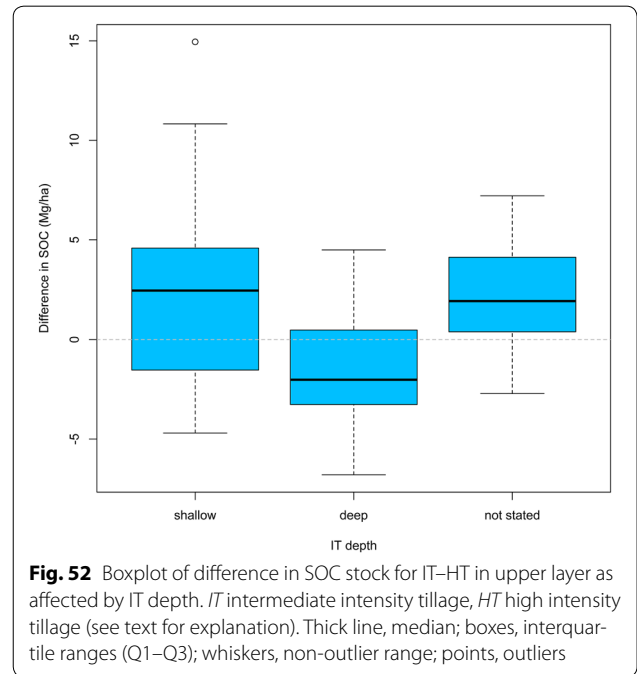 15
10
5
0
-5
Difference in SOC (Mg/ha)
shallow
deep
not stated
IT depth
Fig. 52 Boxplot of difference in SOC stock for IT–HT in upper layer as
affected by IT depth. IT intermediate intensity tillage, HT high intensity
tillage (see text for explanation). Thick line, median; boxes, interquar-
tile ranges (Q1–Q3); whiskers, non-outlier range; points, outliers